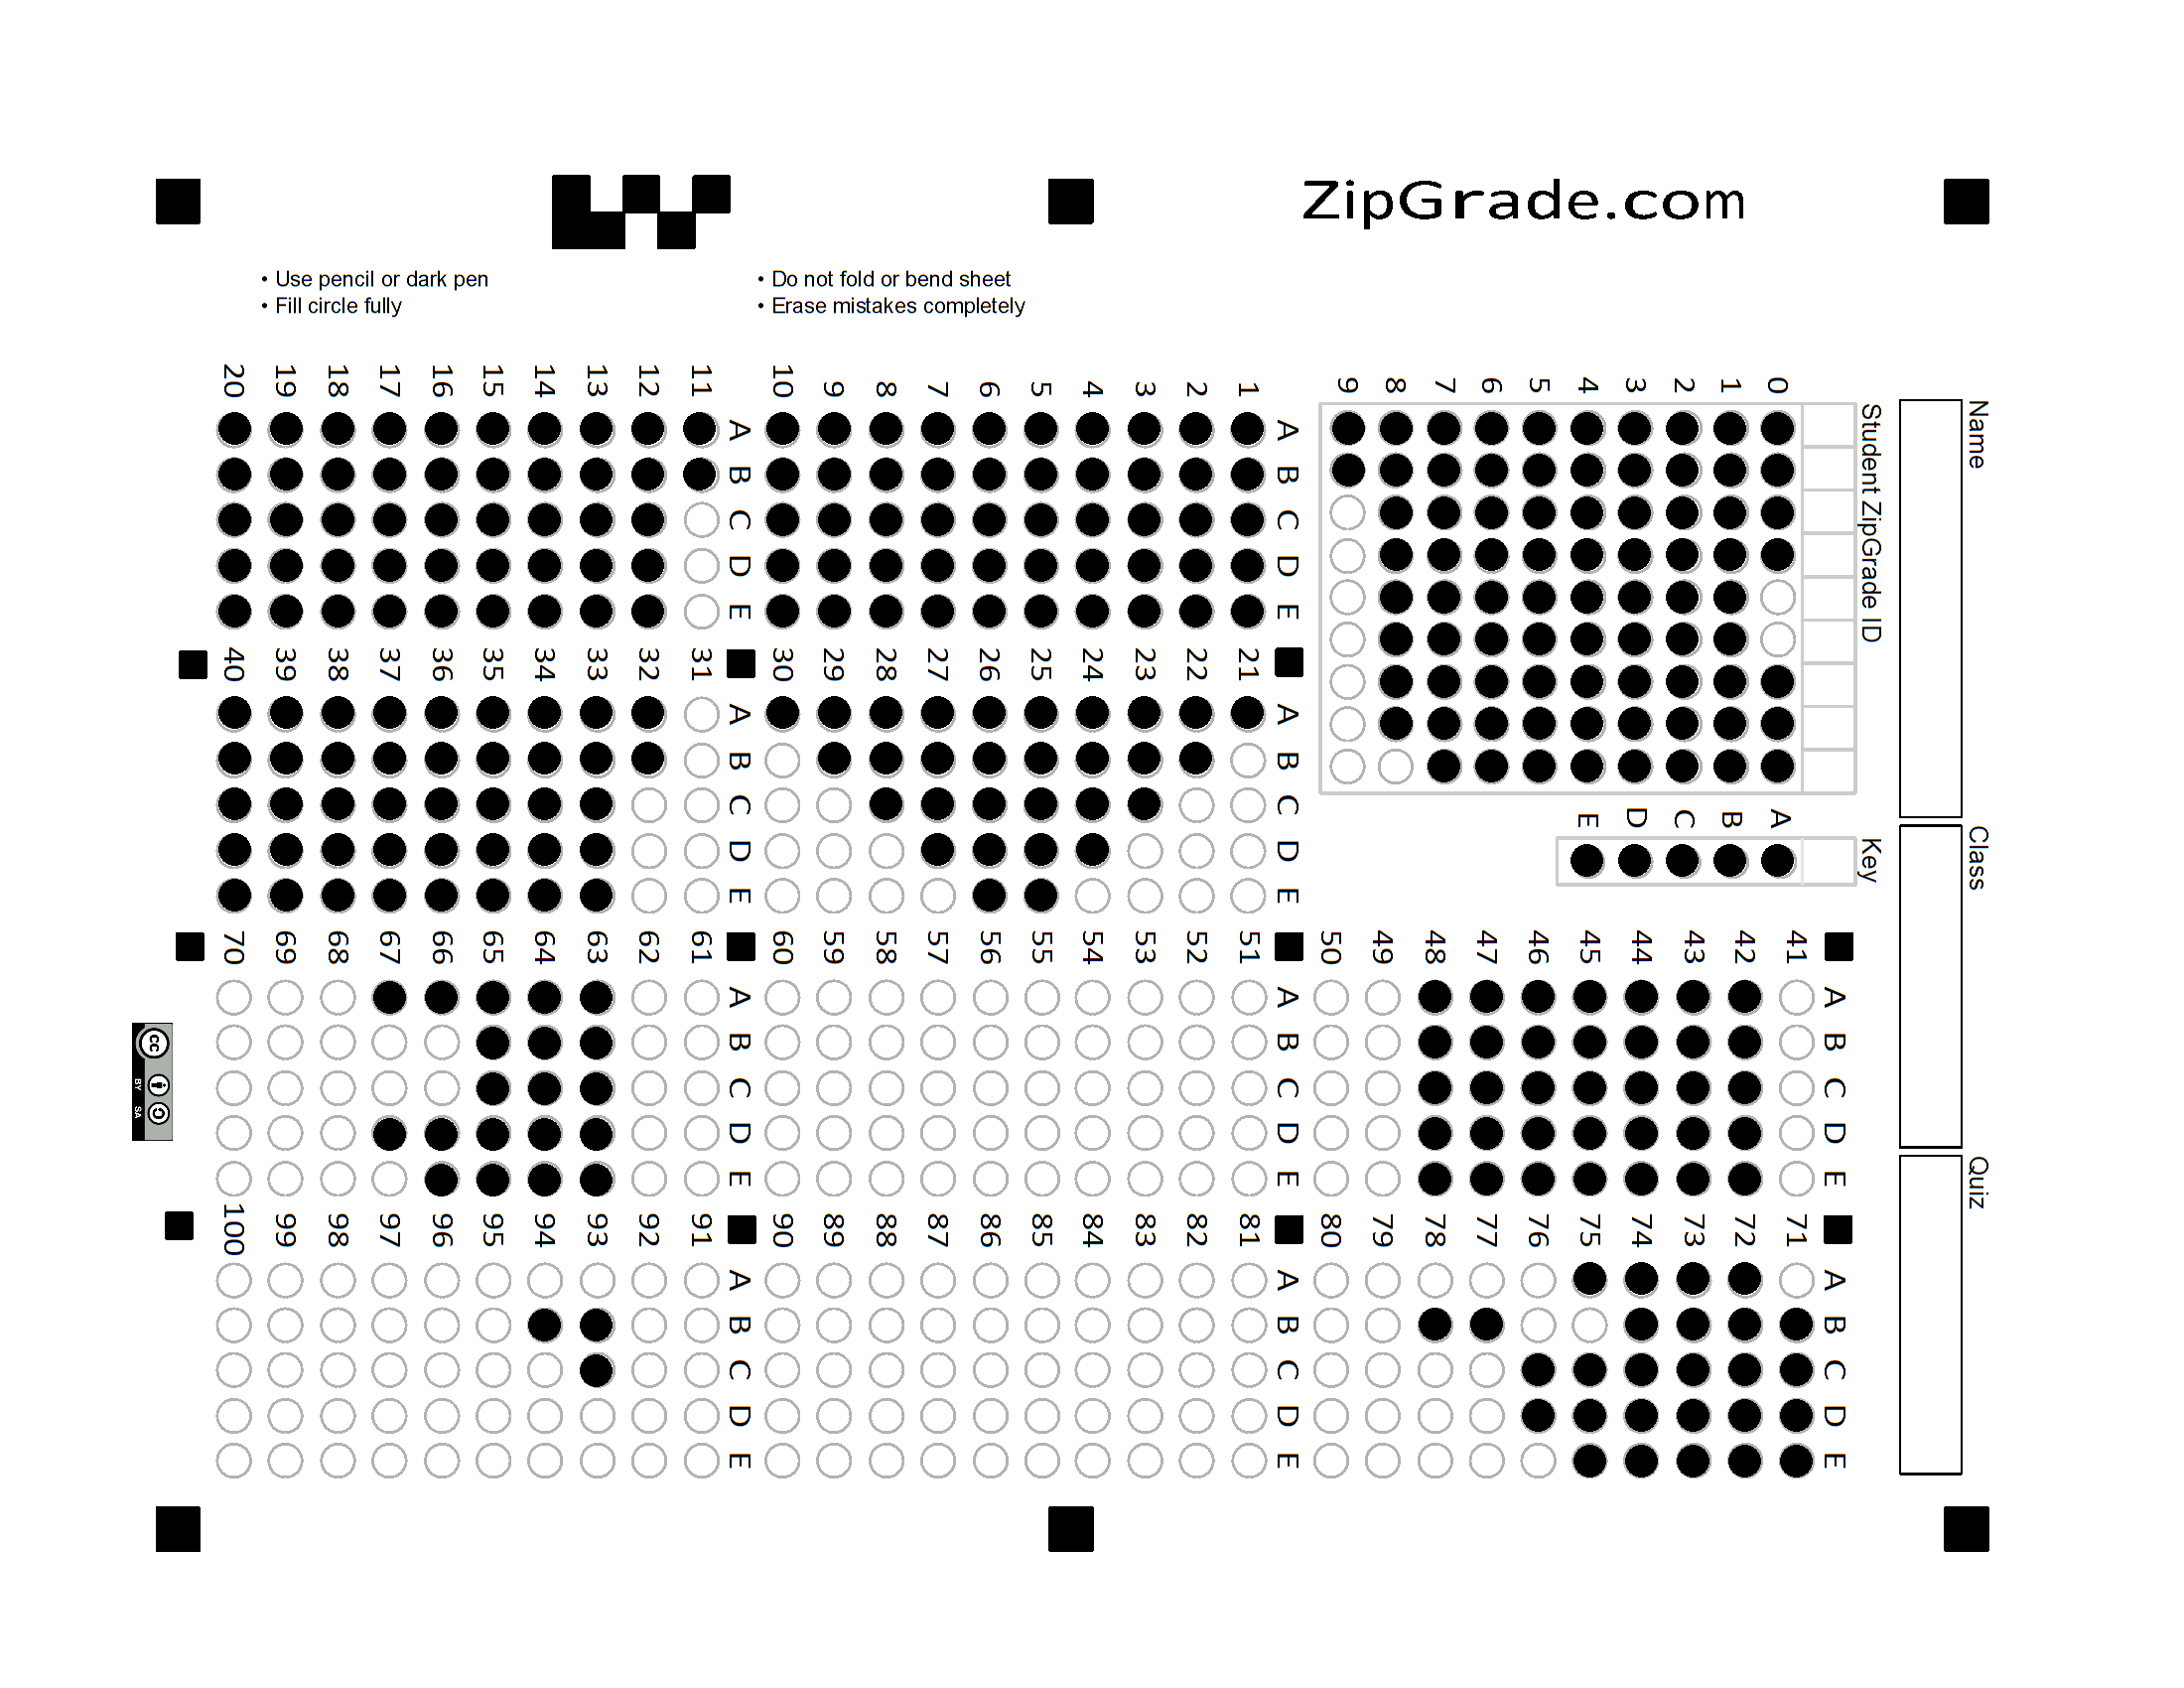 ZipGrade.com
• Use pencil or dark pen
• Fill circle fully
• Do not fold or bend sheet
• Erase mistakes completely
Name
Class
Quiz
Student ZipGrade ID
0 1 2 3 4 5 6 7 8 9
Key
A B C D E
A B C D E
1 2 3 4 5 6 7 8 9 10
A B C D E
11 12 13 14 15 16 17 18 19 20
A B C D E
21 22 23 24 25 26 27 28 29 30
A B C D E
31 32 33 34 35 36 37 38 39 40
A B C D E
41 42 43 44 45 46 47 48 49 50
A B C D E
51 52 53 54 55 56 57 58 59 60
A B C D E
61 62 63 64 65 66 67 68 69 70
A B C D E
71 72 73 74 75 76 77 78 79 80
A B C D E
81 82 83 84 85 86 87 88 89 90
A B C D E
91 92 93 94 95 96 97 98 99 100
cc
BY SA